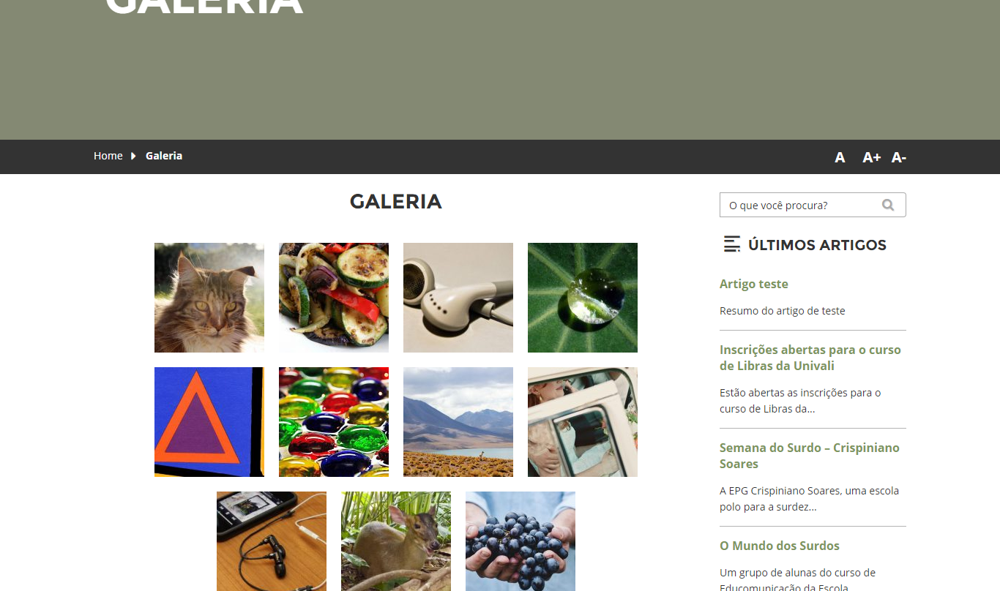 GALERIA
Home Galeria
A A+ A-
GALERIA
O que você procura?
ÚLTIMOS ARTIGOS
Artigo teste
Resumo do artigo de teste
Inscrições abertas para o curso
de Libras da Univali
Estão abertas as inscrições para o
curso de Libras da...
Semana do Surdo – Crispiniano
Soares
A EPG Crispiniano Soares, uma escola
polo para a surdez...
O Mundo dos Surdos
Um grupo de alunas do curso de
Educomunicação da Escola